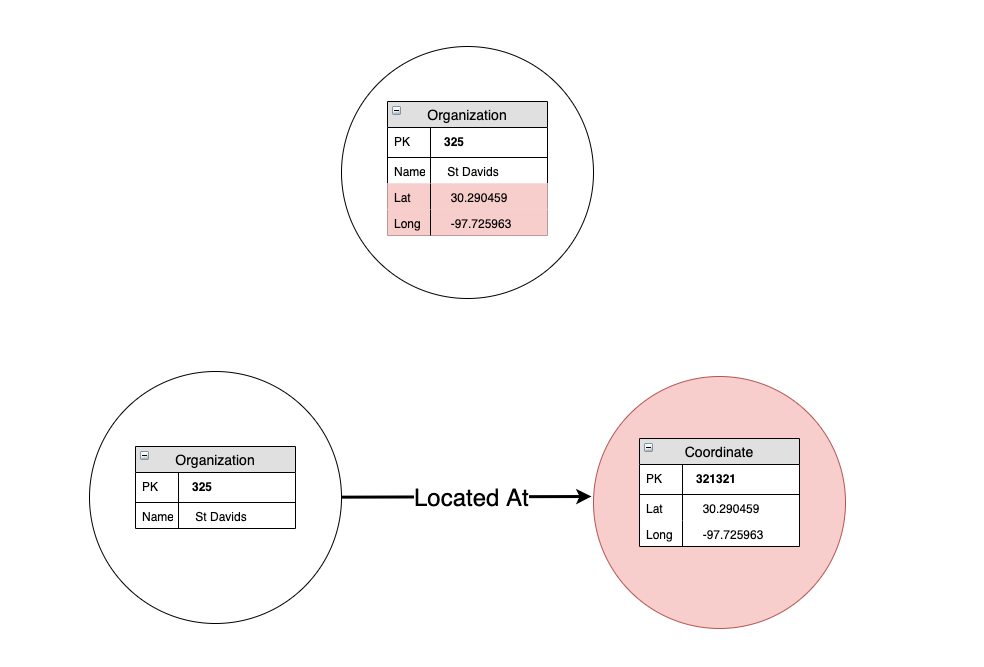 Organization
PK 325
Name St Davids
Lat 30.290459
Long -97.725963
Organization
PK 325
Name St Davids
Located At
Coordinate
PK 321321
Lat 30.290459
Long -97.725963